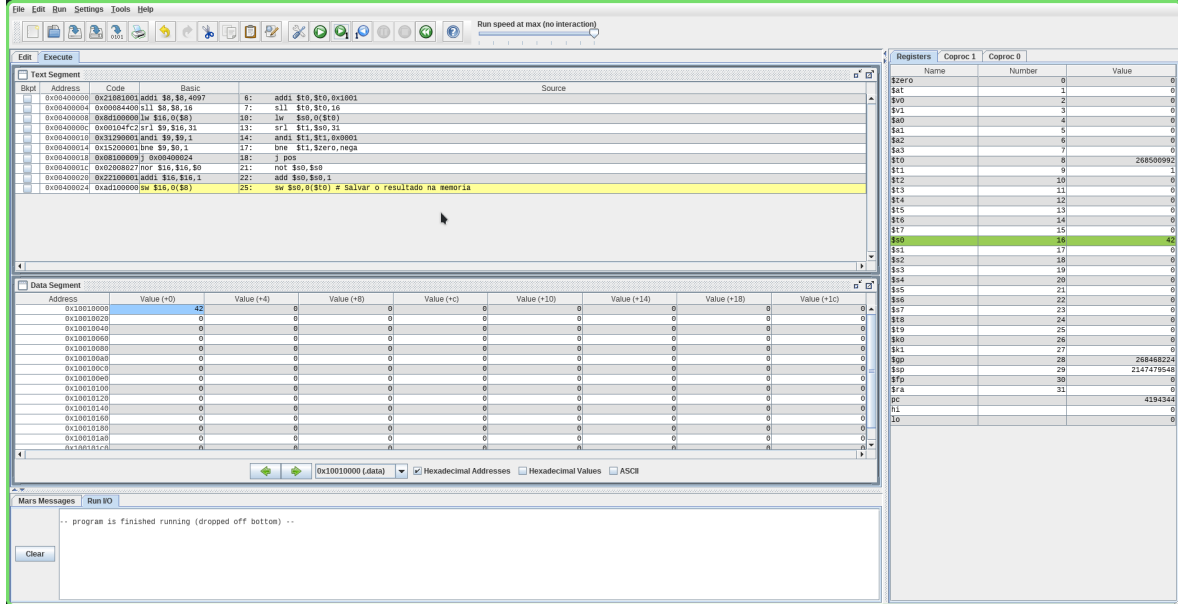 File Edit Run Settings Tools Help
Run speed at max (no interaction)
Edit Execute
Text Segment
Bkpt Address Code Basic Source
0x00400000 0x21081001 addi $8,$8,4097 6: addi $t0,$t0,0x1001
0x00400004 0x00084400 sll $8,$8,16 7: sll $t0,$t0,16
0x00400008 0x8d100000 lw $16,0($8) 10: lw $s0,0($t0)
0x0040000c 0x00104fc2 srl $9,$16,31 13: srl $t1,$s0,31
0x00400010 0x31290001 andi $9,$9,1 14: andi $t1,$t1,0x0001
0x00400014 0x15200001 bne $9,$0,1 17: bne $t1,$zero,nega
0x00400018 0x08100009 j 0x00400024 18: j pos
0x0040001c 0x02008027 nor $16,$16,$0 21: not $s0,$s0
0x00400020 0x22100001 addi $16,$16,1 22: add $s0,$s0,1
0x00400024 0xad100000 sw $16,0($8) 25: sw $s0,0($t0) # Salvar o resultado na memoria
Data Segment
Address Value (+0) Value (+4) Value (+8) Value (+c) Value (+10) Value (+14) Value (+18) Value (+1c)
0x10010000 42 0 0 0 0 0 0 0
0x10010020 0 0 0 0 0 0 0 0
0x10010040 0 0 0 0 0 0 0 0
0x10010060 0 0 0 0 0 0 0 0
0x10010080 0 0 0 0 0 0 0 0
0x100100a0 0 0 0 0 0 0 0 0
0x100100c0 0 0 0 0 0 0 0 0
0x100100e0 0 0 0 0 0 0 0 0
0x10010100 0 0 0 0 0 0 0 0
0x10010120 0 0 0 0 0 0 0 0
0x10010140 0 0 0 0 0 0 0 0
0x10010160 0 0 0 0 0 0 0 0
0x10010180 0 0 0 0 0 0 0 0
0x100101a0 0 0 0 0 0 0 0 0
0x100101c0 0 0 0 0 0 0 0 0
0x10010000 (.data) Hexadecimal Addresses Hexadecimal Values ASCII
Mars Messages Run I/O
-- program is finished running (dropped off bottom) --
Clear
Registers Coproc 1 Coproc 0
Name Number Value
$zero 0 0
$at 1 0
$v0 2 0
$v1 3 0
$a0 4 0
$a1 5 0
$a2 6 0
$a3 7 0
$t0 8 268500992
$t1 9 1
$t2 10 0
$t3 11 0
$t4 12 0
$t5 13 0
$t6 14 0
$t7 15 0
$s0 16 42
$s1 17 0
$s2 18 0
$s3 19 0
$s4 20 0
$s5 21 0
$s6 22 0
$s7 23 0
$t8 24 0
$t9 25 0
$k0 26 0
$k1 27 0
$gp 28 268468224
$sp 29 2147479548
$fp 30 0
$ra 31 0
pc 4194344
hi 0
lo 0